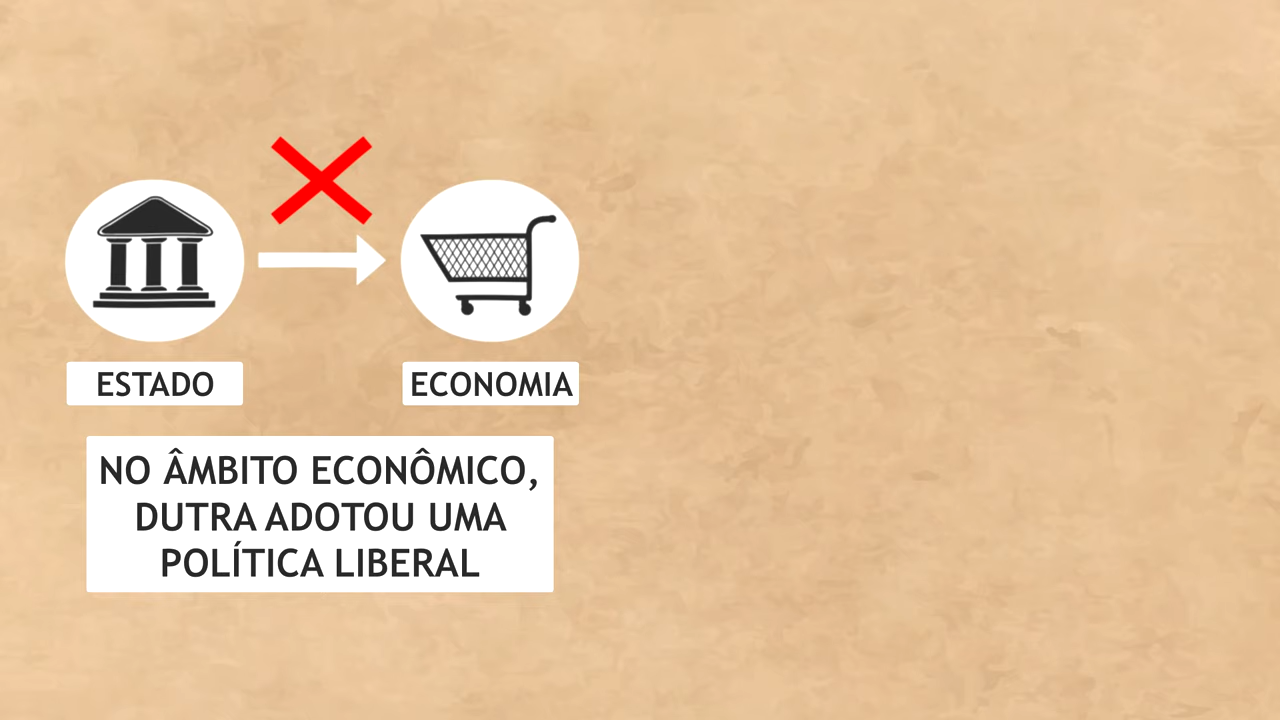 ESTADO
ECONOMIA
NO ÂMBITO ECONÔMICO,
DUTRA ADOTOU UMA
POLÍTICA LIBERAL